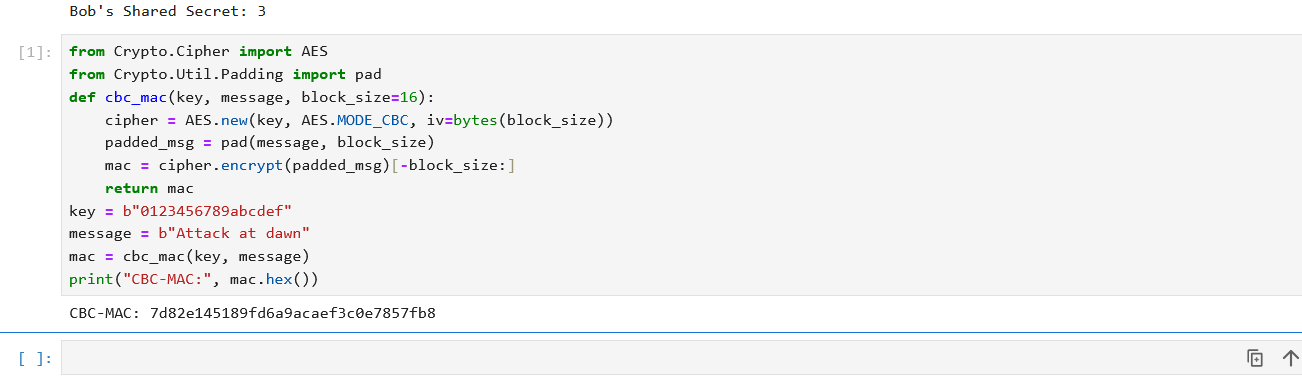 Bob's Shared Secret: 3
[1]:
from Crypto.Cipher import AES
from Crypto.Util.Padding import pad
def cbc_mac(key, message, block_size=16):
    cipher = AES.new(key, AES.MODE_CBC, iv=bytes(block_size))
    padded_msg = pad(message, block_size)
    mac = cipher.encrypt(padded_msg)[-block_size:]
    return mac
key = b"0123456789abcdef"
message = b"Attack at dawn"
mac = cbc_mac(key, message)
print("CBC-MAC:", mac.hex())
CBC-MAC: 7d82e145189fd6a9acaef3c0e7857fb8
[ ]: